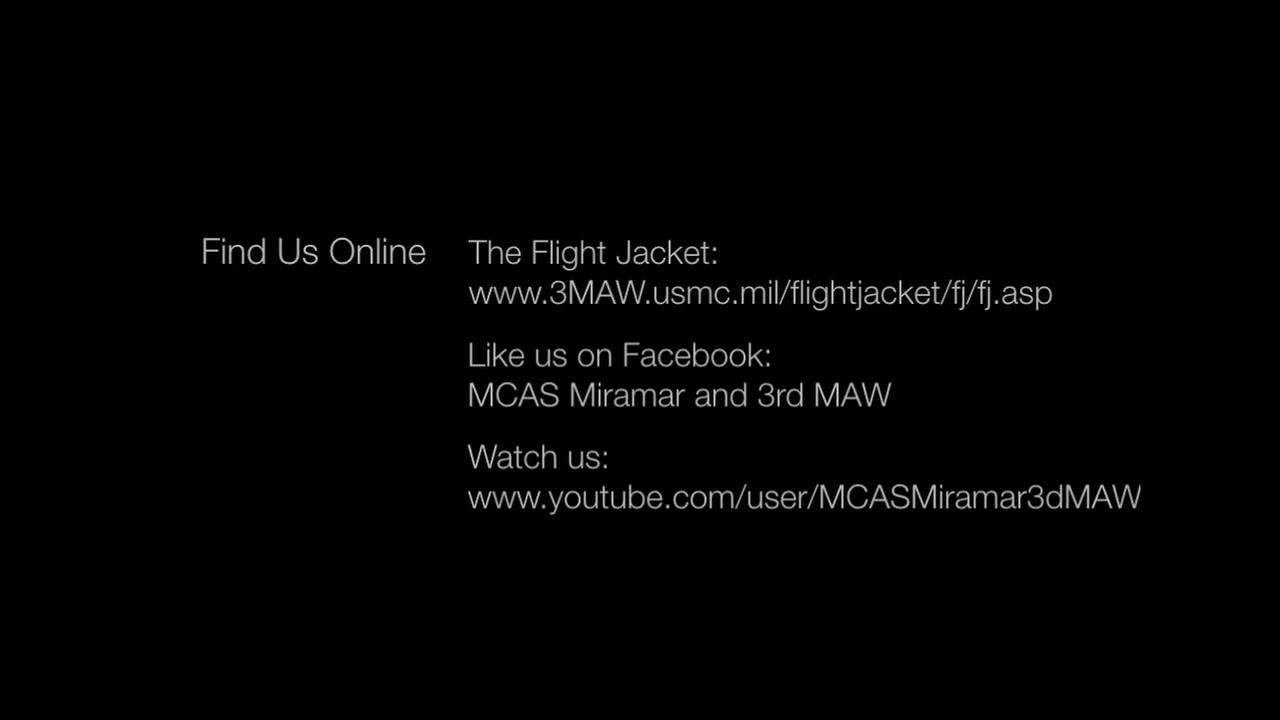 Find Us Online
The Flight Jacket:
www.3MAW.usmc.mil/flightjacket/fj/fj.asp
Like us on Facebook:
MCAS Miramar and 3rd MAW
Watch us:
www.youtube.com/user/MCASMiramar3dMAW